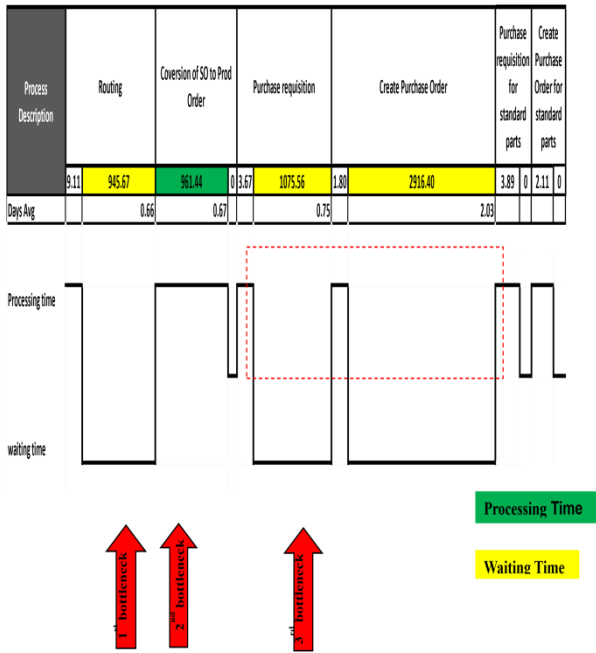 Process
Description
Routing
Coversion of SO to Prod
Order
Purchase requisition
Create Purchase Order
Purchase
requisition
for
standard
parts
Create
Purchase
Order for
standard
parts
9.11 945.67 961.44 0 3.67 1075.56 1.80 2916.40 3.89 0 2.11 0
Days Avg 0.66 0.67 0.75 2.03
Processing time
waiting time
1st bottleneck
2nd bottleneck
3rd bottleneck
Processing Time
Waiting Time